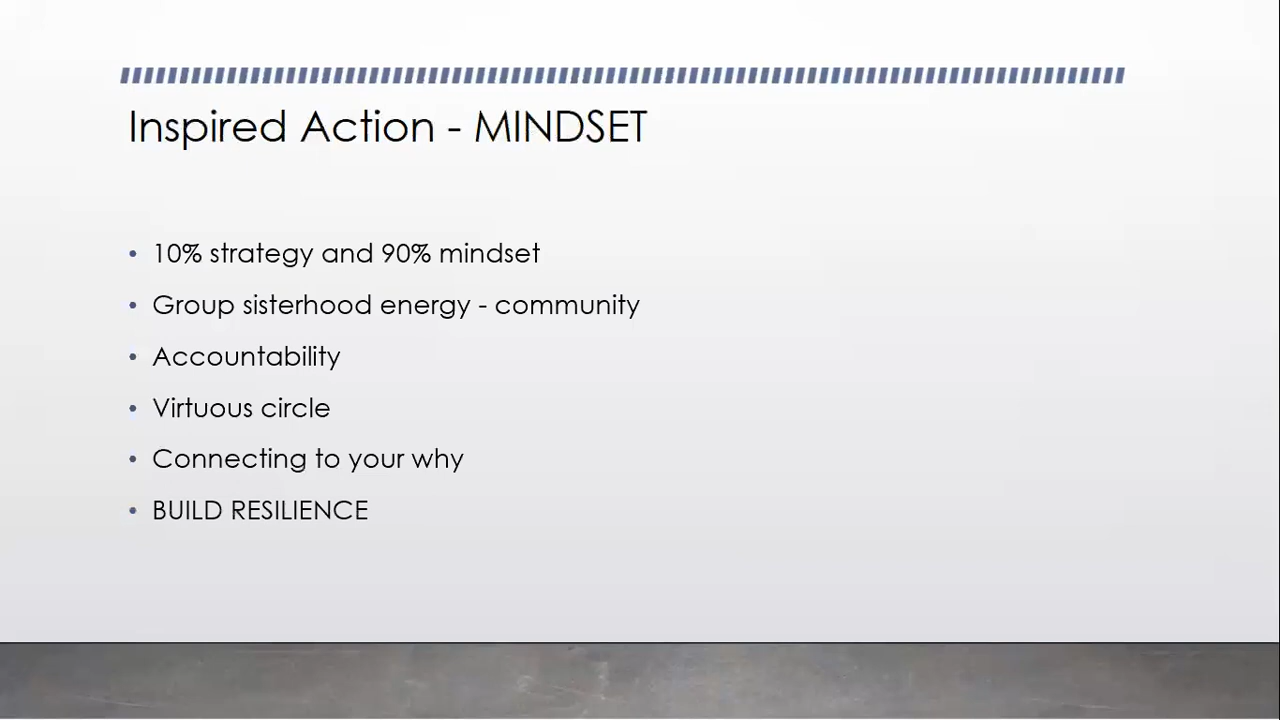 Inspired Action - MINDSET
• 10% strategy and 90% mindset
• Group sisterhood energy - community
• Accountability
• Virtuous circle
• Connecting to your why
• BUILD RESILIENCE